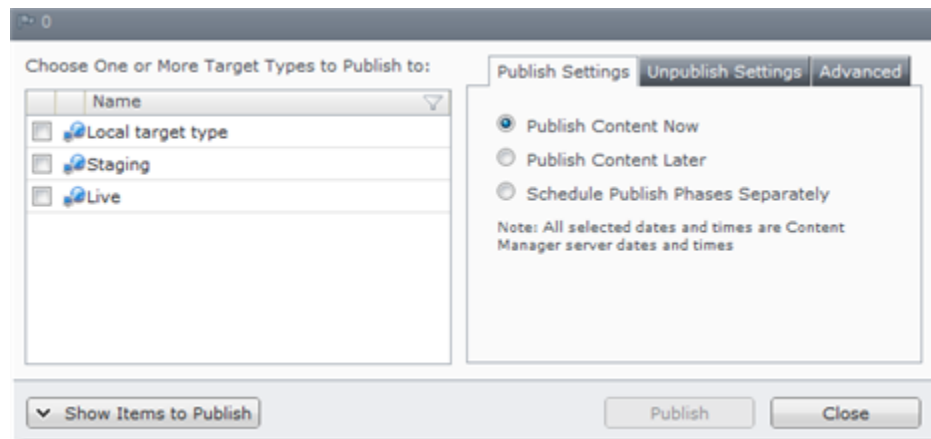 0
Choose One or More Target Types to Publish to:
Name
Local target type
Staging
Live
Publish Settings
Unpublish Settings
Advanced
Publish Content Now
Publish Content Later
Schedule Publish Phases Separately
Note: All selected dates and times are Content
Manager server dates and times
Show Items to Publish
Publish
Close